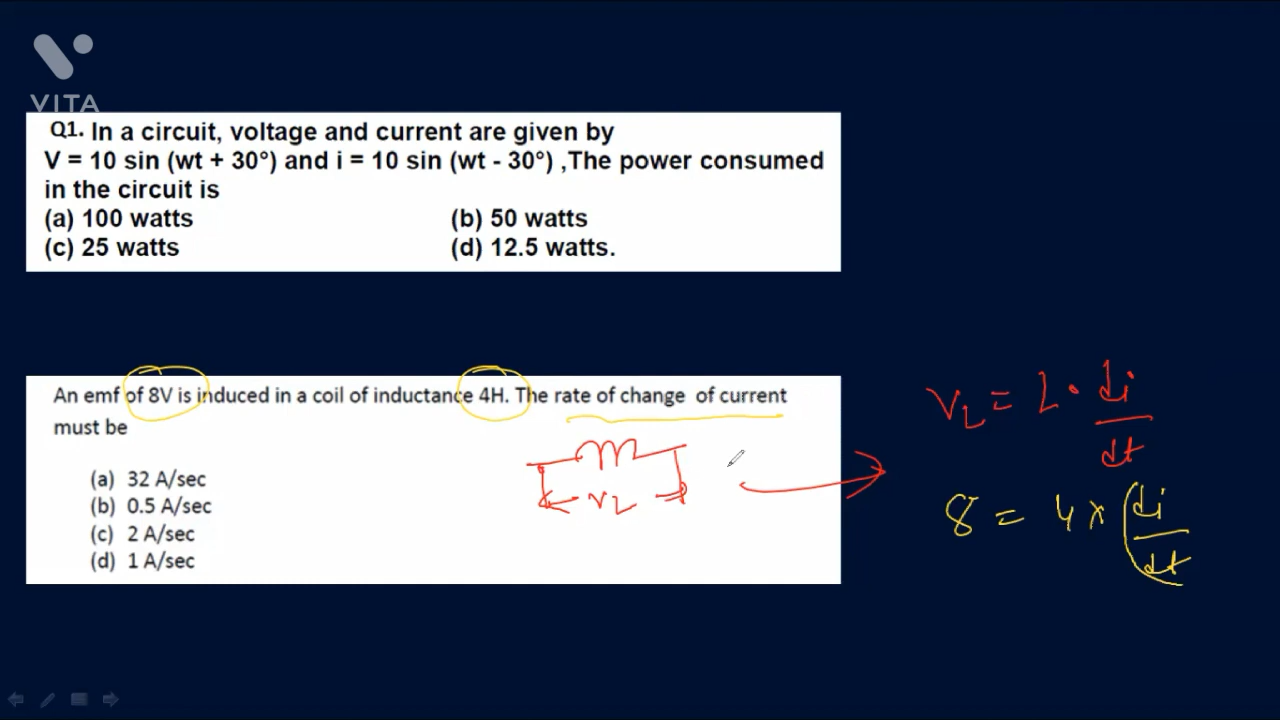 VITA
Q1. In a circuit, voltage and current are given by
V = 10 sin (wt + 30°) and i = 10 sin (wt - 30°) ,The power consumed
in the circuit is
(a) 100 watts (b) 50 watts
(c) 25 watts (d) 12.5 watts.
An emf of 8V is induced in a coil of inductance 4H. The rate of change of current
must be
(a) 32 A/sec
(b) 0.5 A/sec
(c) 2 A/sec
(d) 1 A/sec
VL
VL = L · di
dt
8 = 4 × (di
dt